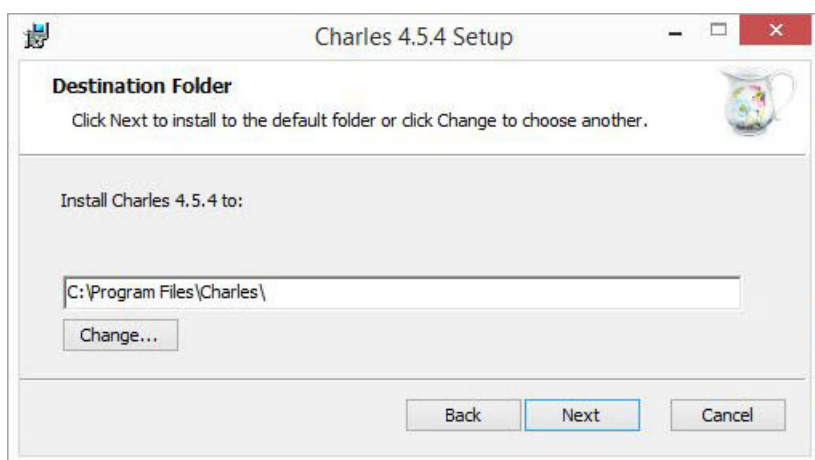 Charles 4.5.4 Setup
Destination Folder
Click Next to install to the default folder or click Change to choose another.
Install Charles 4.5.4 to:
C:\Program Files\Charles\
Change...
Back Next Cancel